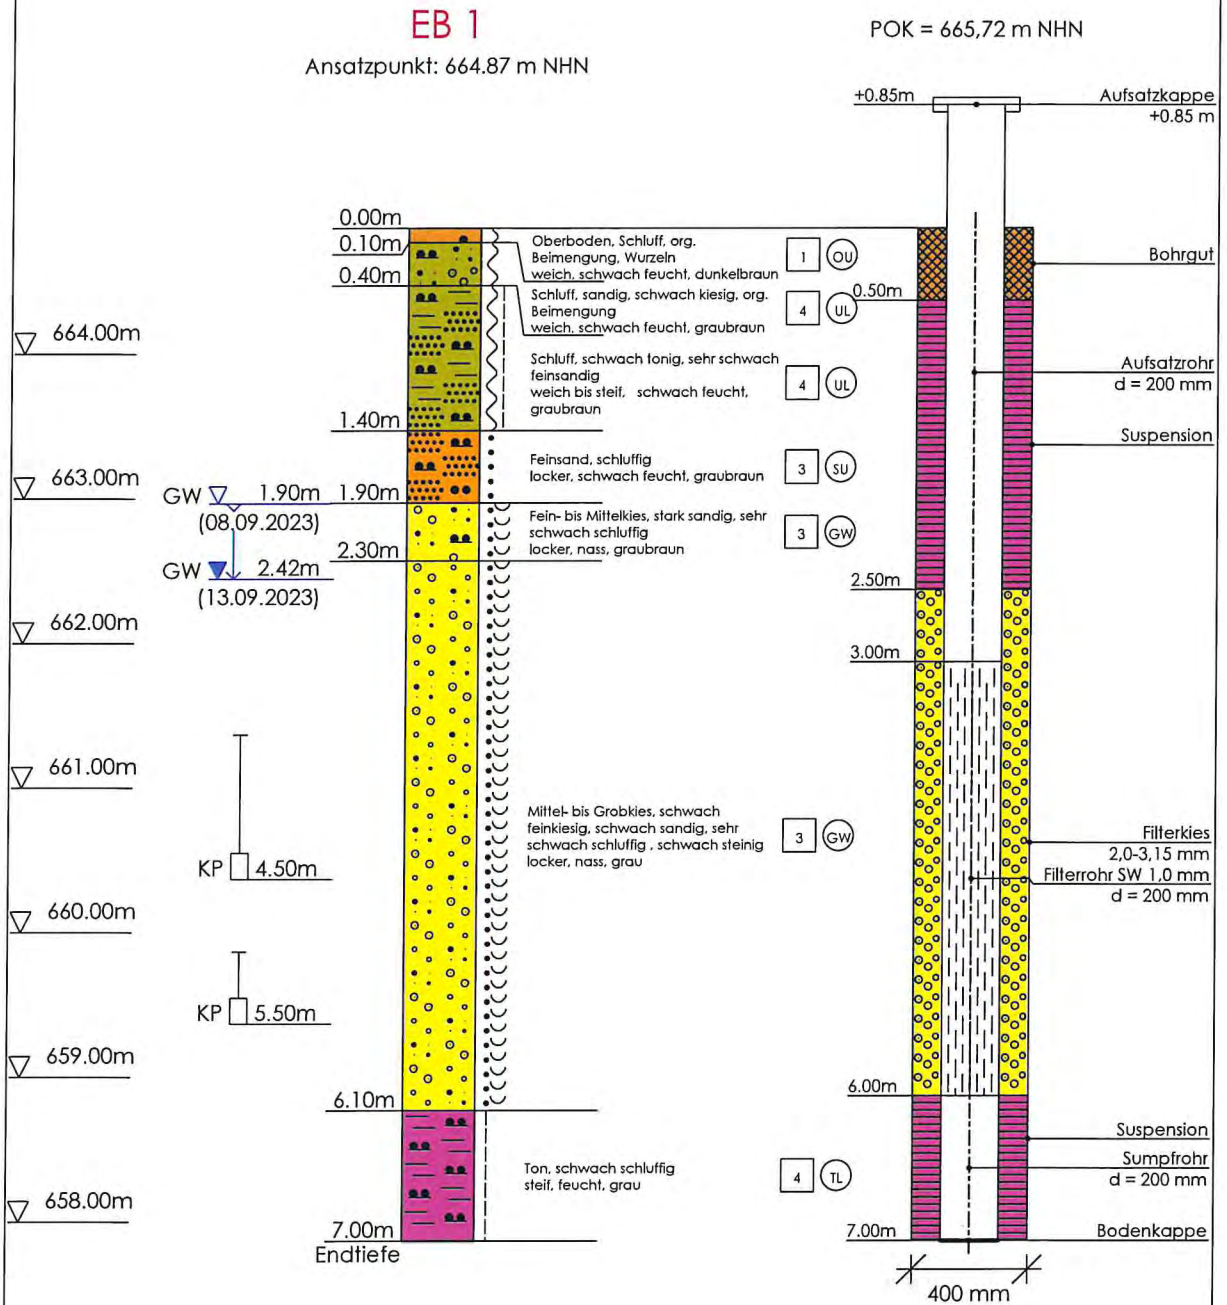 EB 1
Ansatzpunkt: 664.87 m NHN
POK = 665,72 m NHN
+0.85m
Aufsatzkappe
+0.85 m
0.00m
0.10m
0.40m
1.40m
1.90m
2.30m
6.10m
7.00m
Endtiefe
664.00m
663.00m
662.00m
661.00m
660.00m
659.00m
658.00m
GW 1.90m
(08.09.2023)
GW 2.42m
(13.09.2023)
KP 4.50m
KP 5.50m
Oberboden, Schluff, org.
Beimengung, Wurzeln
weich, schwach feucht, dunkelbraun
1 OU
Schluff, sandig, schwach kiesig, org.
Beimengung
weich, schwach feucht, graubraun
4 UL
Schluff, schwach tonig, sehr schwach
feinsandig
weich bis steif, schwach feucht,
graubraun
4 UL
Feinsand, schluffig
locker, schwach feucht, graubraun
3 SU
Fein- bis Mittelkies, stark sandig, sehr
schwach schluffig
locker, nass, graubraun
3 GW
Mittel- bis Grobkies, schwach
feinkiesig, schwach sandig, sehr
schwach schluffig , schwach steinig
locker, nass, grau
3 GW
Ton, schwach schluffig
steif, feucht, grau
4 TL
0.50m
2.50m
3.00m
6.00m
7.00m
Bohrgut
Aufsatzrohr
d = 200 mm
Suspension
Filterkies
2,0-3,15 mm
Filterrohr SW 1,0 mm
d = 200 mm
Suspension
Sumpfrohr
d = 200 mm
Bodenkappe
400 mm